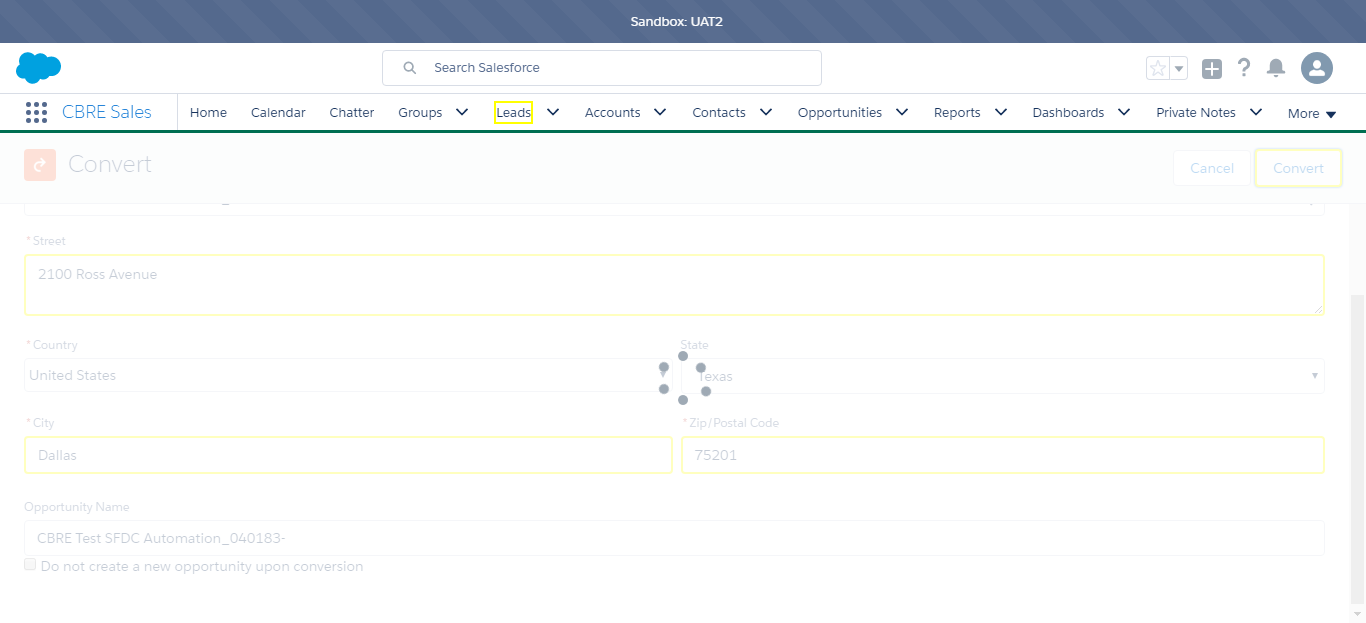 Sandbox: UAT2
Search Salesforce
CBRE Sales
Home Calendar Chatter Groups Leads Accounts Contacts Opportunities Reports Dashboards Private Notes More
Convert
Cancel Convert
* Street
2100 Ross Avenue
* Country State
United States Texas
* City * Zip/Postal Code
Dallas 75201
Opportunity Name
CBRE Test SFDC Automation_040183-
Do not create a new opportunity upon conversion